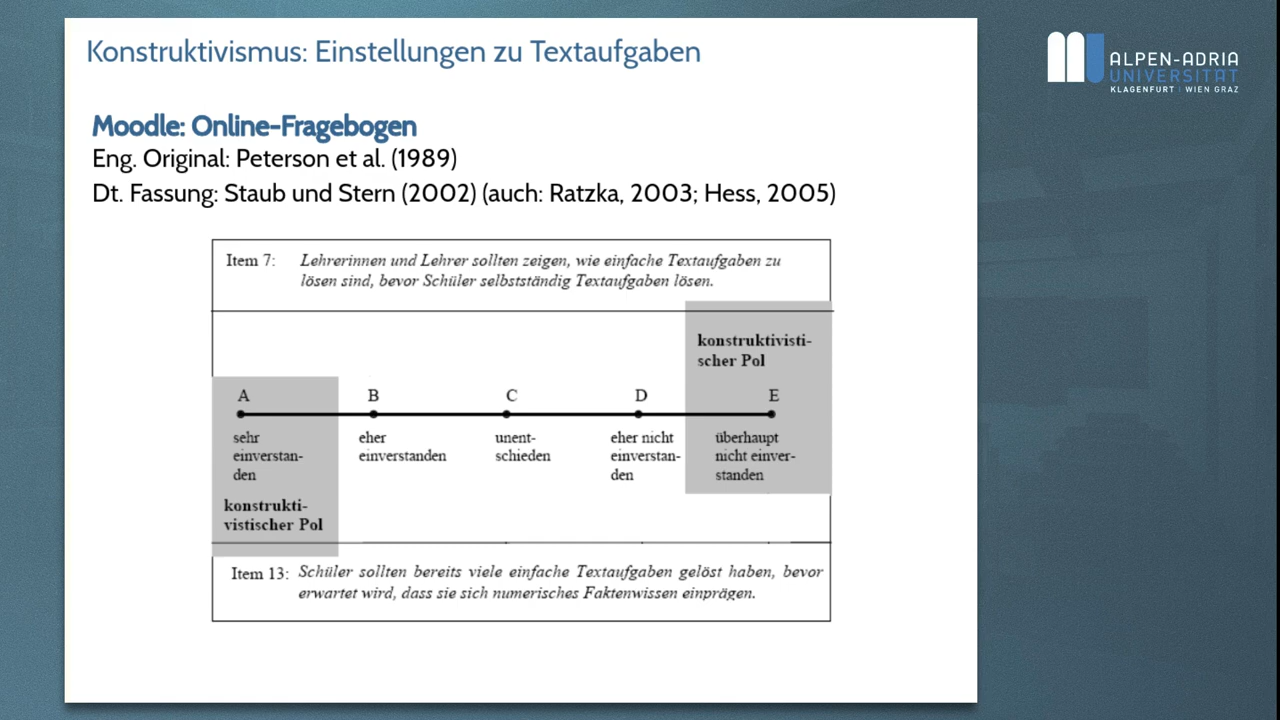 Konstruktivismus: Einstellungen zu Textaufgaben
ALPEN-ADRIA
UNIVERSITÄT
KLAGENFURT | WIEN GRAZ
Moodle: Online-Fragebogen
Eng. Original: Peterson et al. (1989)
Dt. Fassung: Staub und Stern (2002) (auch: Ratzka, 2003; Hess, 2005)
Item 7: Lehrerinnen und Lehrer sollten zeigen, wie einfache Textaufgaben zu
lösen sind, bevor Schüler selbstständig Textaufgaben lösen.
konstruktivisti-
scher Pol
A B C D E
sehr eher unent- eher nicht überhaupt
einverstan- einverstanden schieden einverstan- nicht einver-
den den standen
konstrukti-
vistischer Pol
Item 13: Schüler sollten bereits viele einfache Textaufgaben gelöst haben, bevor
erwartet wird, dass sie sich numerisches Faktenwissen einprägen.